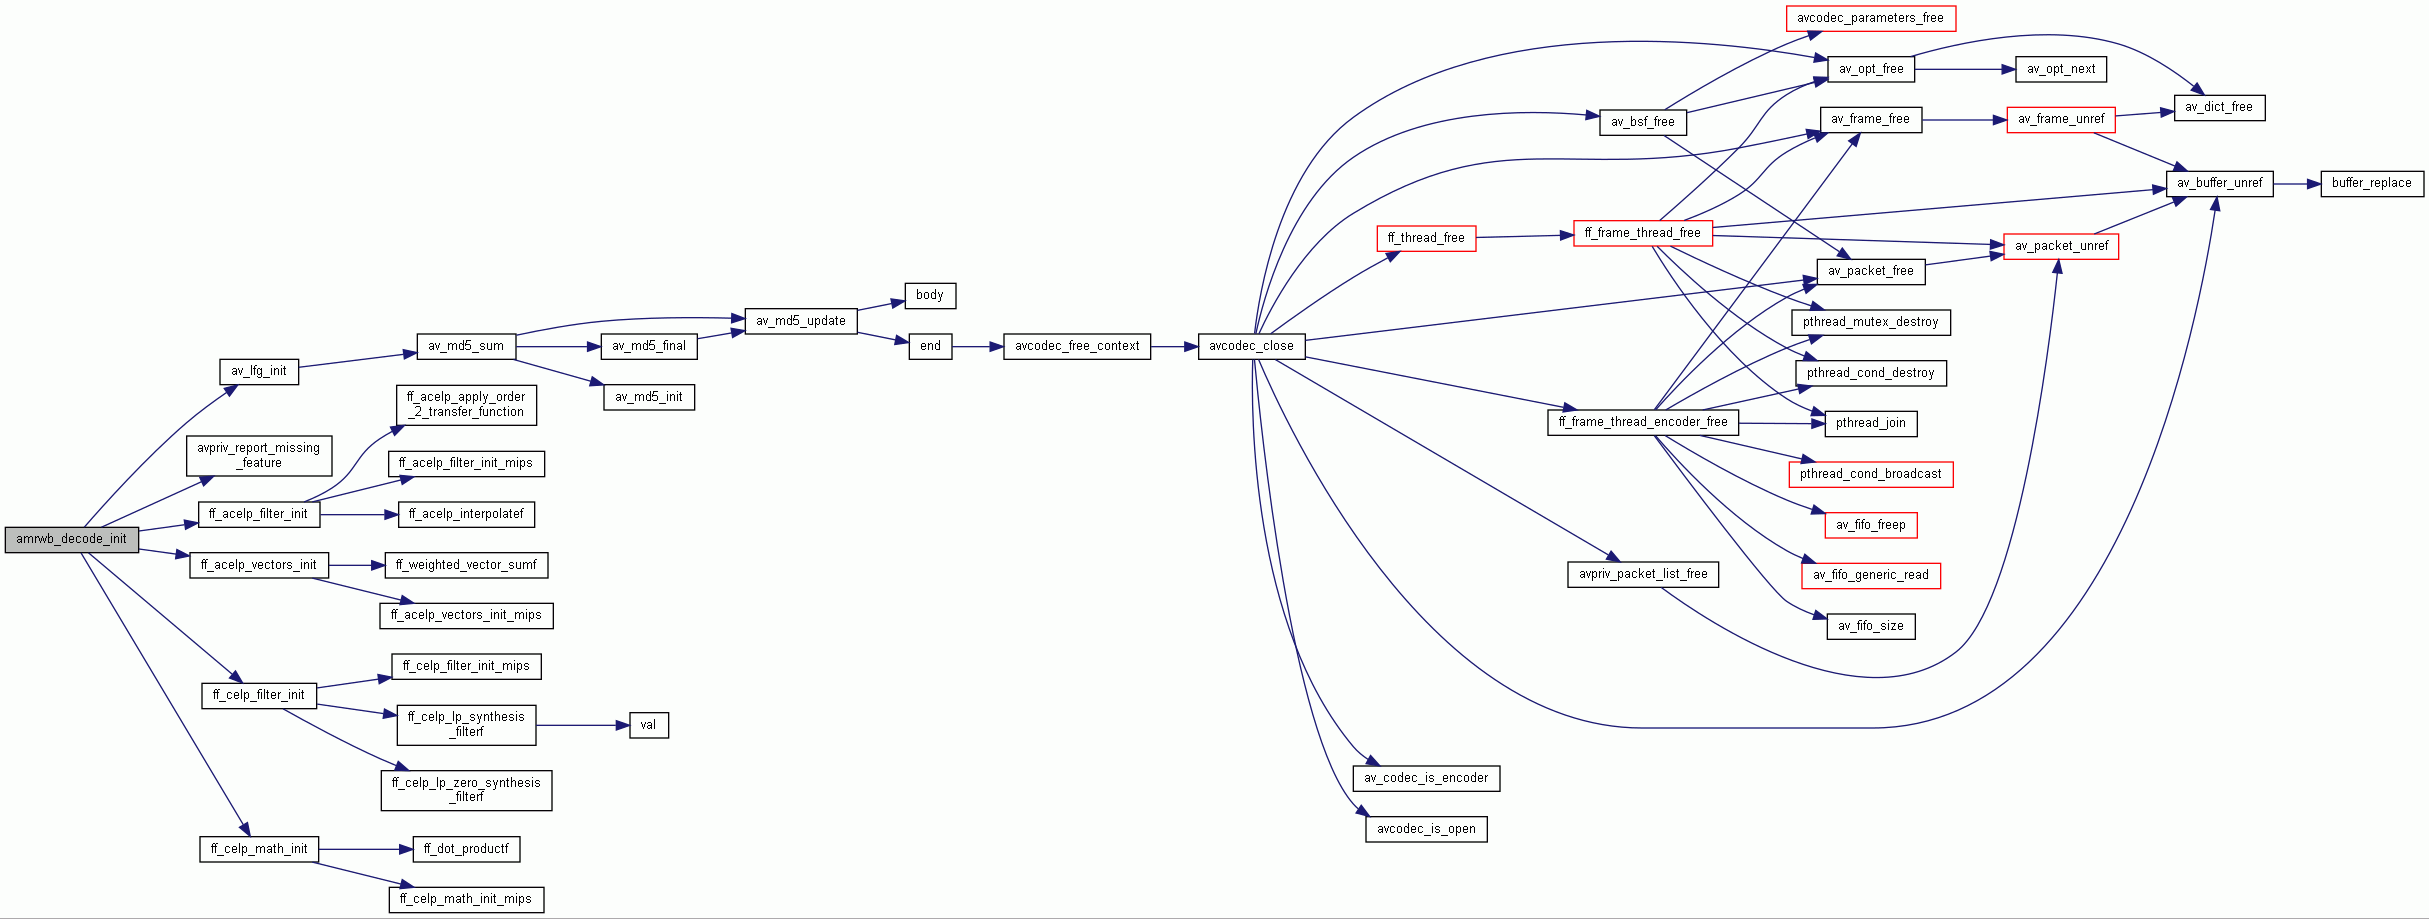 amrwb_decode_init
av_lfg_init
avpriv_report_missing
_feature
ff_acelp_filter_init
ff_acelp_vectors_init
ff_celp_filter_init
ff_celp_math_init
av_md5_sum
ff_acelp_apply_order
_2_transfer_function
ff_acelp_filter_init_mips
ff_acelp_interpolatef
ff_weighted_vector_sumf
ff_acelp_vectors_init_mips
ff_celp_filter_init_mips
ff_celp_lp_synthesis
_filterf
ff_celp_lp_zero_synthesis
_filterf
ff_dot_productf
ff_celp_math_init_mips
av_md5_final
av_md5_init
val
av_md5_update
body
end
avcodec_free_context
avcodec_close
ff_thread_free
av_codec_is_encoder
avcodec_is_open
av_bsf_free
ff_frame_thread_free
ff_frame_thread_encoder_free
avpriv_packet_list_free
avcodec_parameters_free
av_opt_free
av_frame_free
av_packet_free
pthread_mutex_destroy
pthread_cond_destroy
pthread_join
pthread_cond_broadcast
av_fifo_freep
av_fifo_generic_read
av_fifo_size
av_opt_next
av_frame_unref
av_packet_unref
av_dict_free
av_buffer_unref
buffer_replace